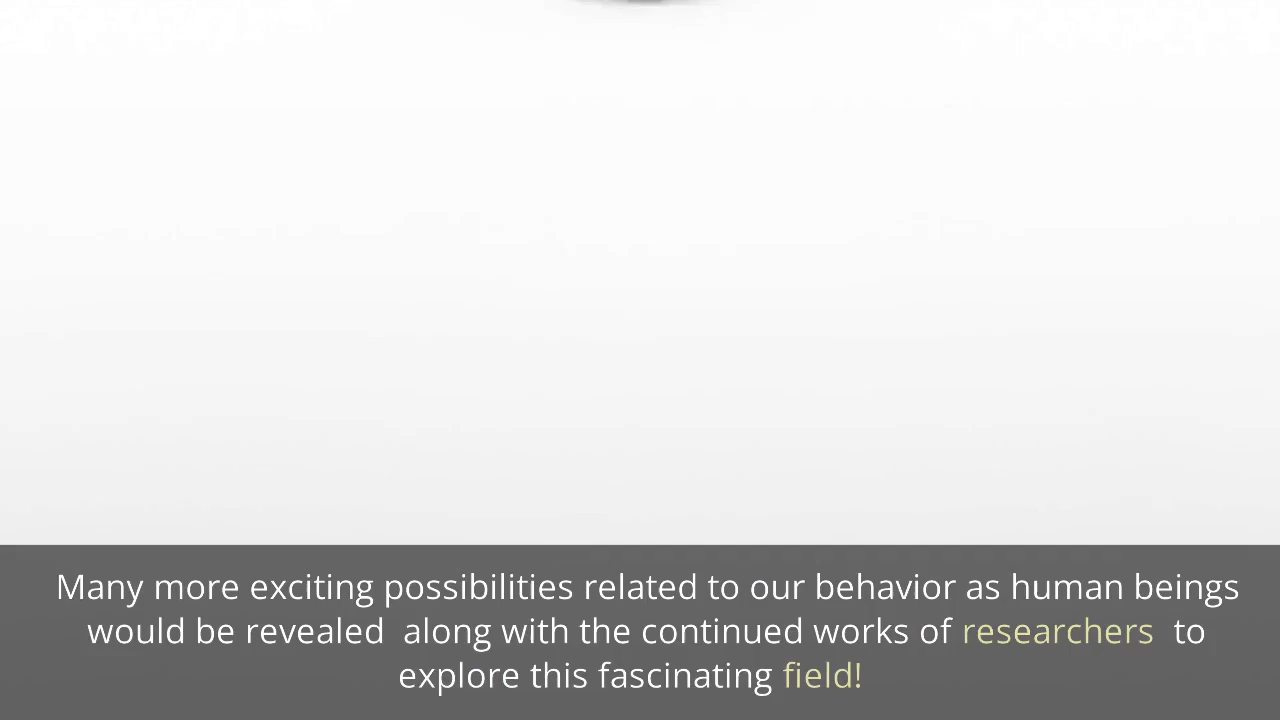 Many more exciting possibilities related to our behavior as human beings
would be revealed  along with the continued works of researchers  to
explore this fascinating field!